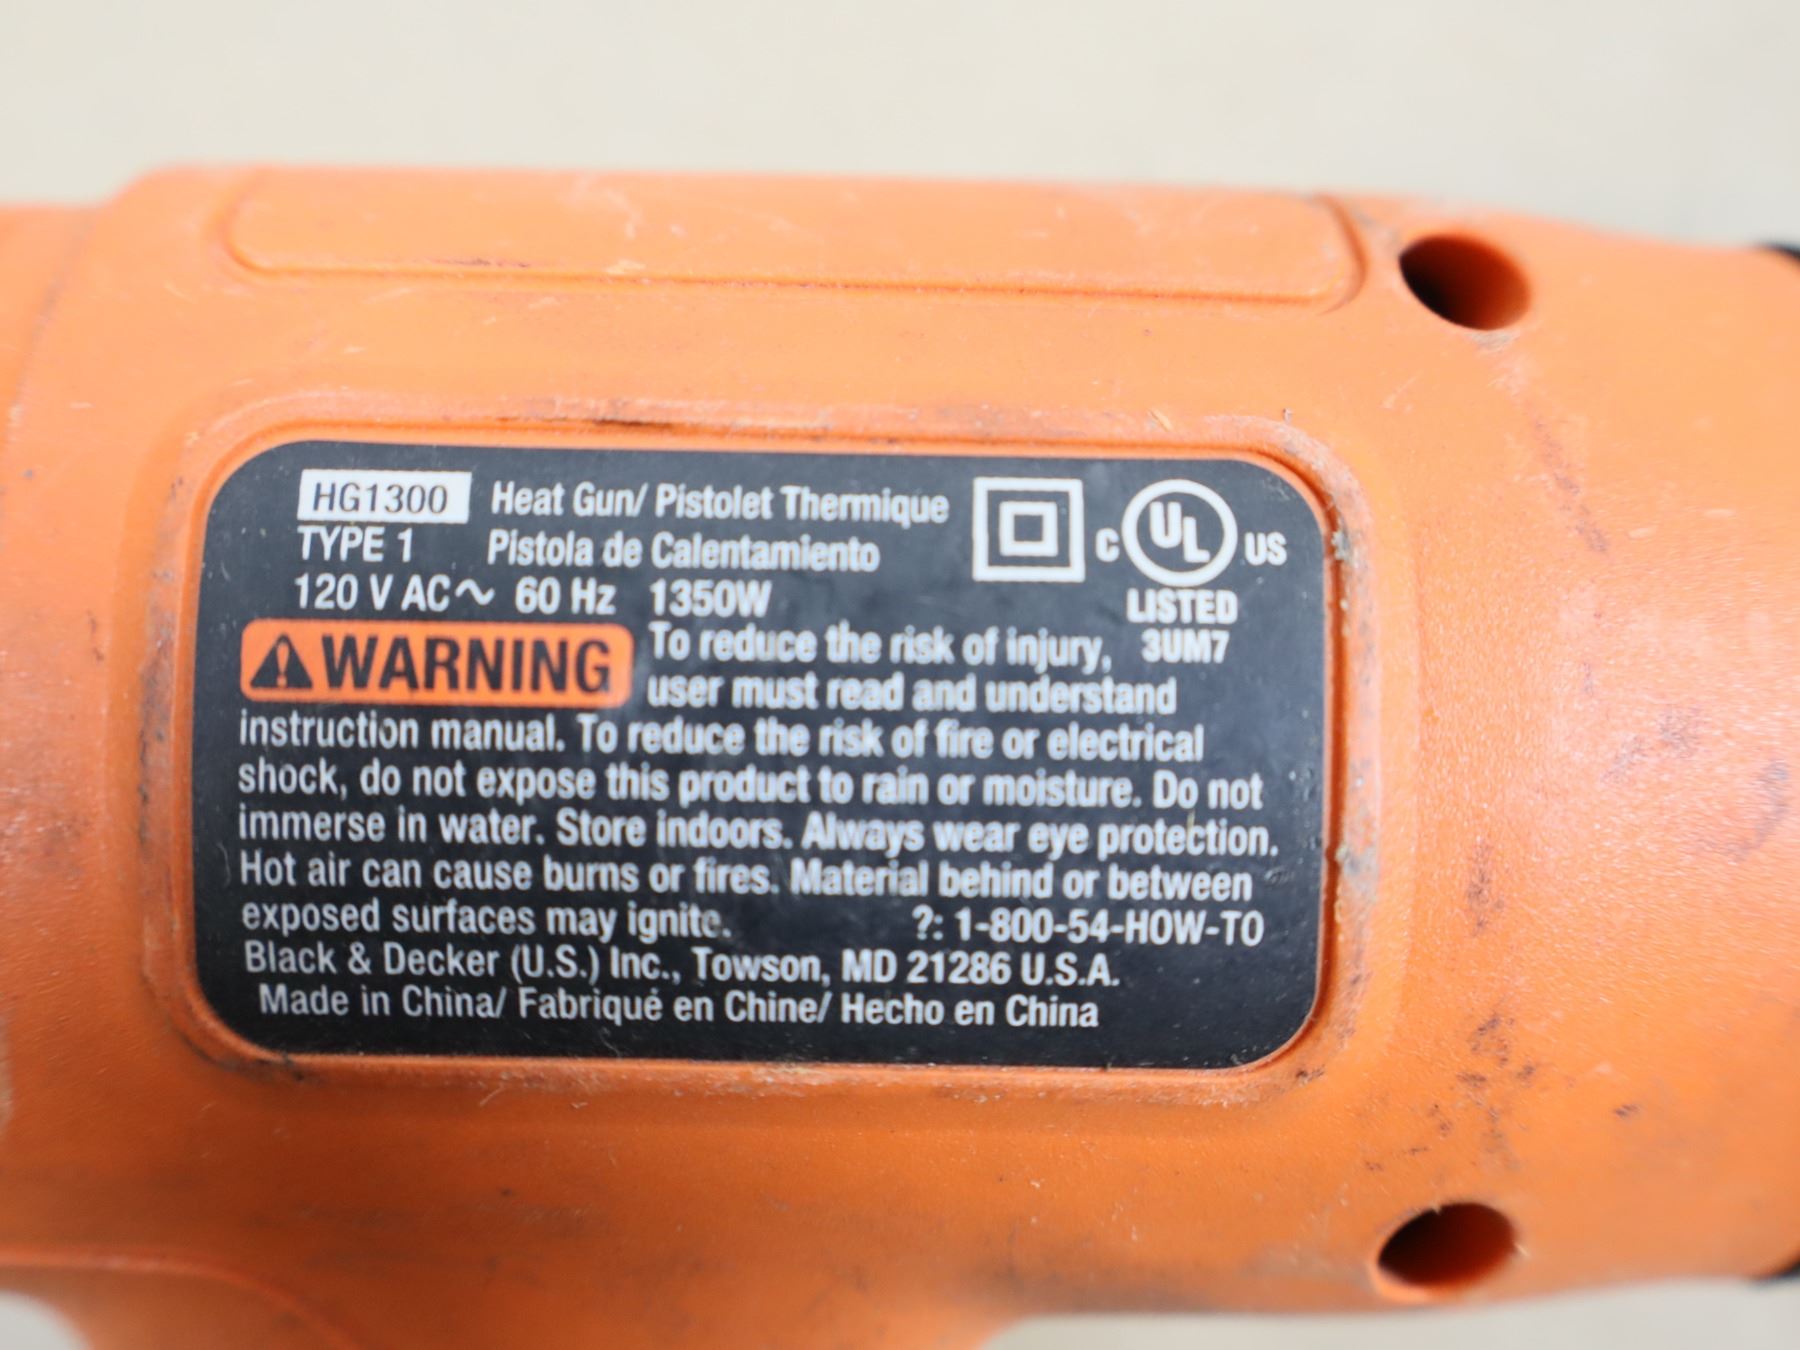 HG1300 Heat Gun/ Pistolet Thermique
TYPE 1 Pistola de Calentamiento
120 V AC~ 60 Hz 1350W
C UL US
LISTED
3UM7
WARNING To reduce the risk of injury,
user must read and understand
instruction manual. To reduce the risk of fire or electrical
shock, do not expose this product to rain or moisture. Do not
immerse in water. Store indoors. Always wear eye protection.
Hot air can cause burns or fires. Material behind or between
exposed surfaces may ignite. ?: 1-800-54-HOW-TO
Black & Decker (U.S.) Inc., Towson, MD 21286 U.S.A.
Made in China/ Fabriqué en Chine/ Hecho en China